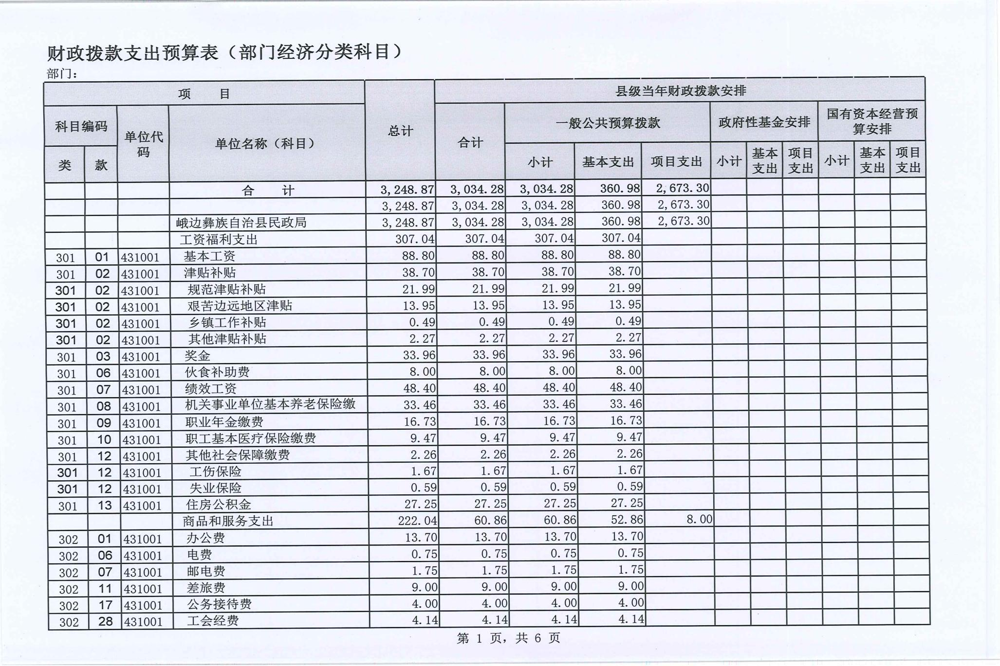 财政拨款支出预算表（部门经济分类科目）
部门：
项 目 总计 县级当年财政拨款安排
科目编码 单位代码 单位名称（科目） 合计 一般公共预算拨款 政府性基金安排 国有资本经营预算安排
类 款 小计 基本支出 项目支出 小计 基本支出 项目支出 小计 基本支出 项目支出
合 计 3,248.87 3,034.28 3,034.28 360.98 2,673.30
3,248.87 3,034.28 3,034.28 360.98 2,673.30
峨边彝族自治县民政局 3,248.87 3,034.28 3,034.28 360.98 2,673.30
工资福利支出 307.04 307.04 307.04 307.04
301 01 431001 基本工资 88.80 88.80 88.80 88.80
301 02 431001 津贴补贴 38.70 38.70 38.70 38.70
301 02 431001 规范津贴补贴 21.99 21.99 21.99 21.99
301 02 431001 艰苦边远地区津贴 13.95 13.95 13.95 13.95
301 02 431001 乡镇工作补贴 0.49 0.49 0.49 0.49
301 02 431001 其他津贴补贴 2.27 2.27 2.27 2.27
301 03 431001 奖金 33.96 33.96 33.96 33.96
301 06 431001 伙食补助费 8.00 8.00 8.00 8.00
301 07 431001 绩效工资 48.40 48.40 48.40 48.40
301 08 431001 机关事业单位基本养老保险缴 33.46 33.46 33.46 33.46
301 09 431001 职业年金缴费 16.73 16.73 16.73 16.73
301 10 431001 职工基本医疗保险缴费 9.47 9.47 9.47 9.47
301 12 431001 其他社会保障缴费 2.26 2.26 2.26 2.26
301 12 431001 工伤保险 1.67 1.67 1.67 1.67
301 12 431001 失业保险 0.59 0.59 0.59 0.59
301 13 431001 住房公积金 27.25 27.25 27.25 27.25
商品和服务支出 222.04 60.86 60.86 52.86 8.00
302 01 431001 办公费 13.70 13.70 13.70 13.70
302 06 431001 电费 0.75 0.75 0.75 0.75
302 07 431001 邮电费 1.75 1.75 1.75 1.75
302 11 431001 差旅费 9.00 9.00 9.00 9.00
302 17 431001 公务接待费 4.00 4.00 4.00 4.00
302 28 431001 工会经费 4.14 4.14 4.14 4.14
第 1 页，共 6 页